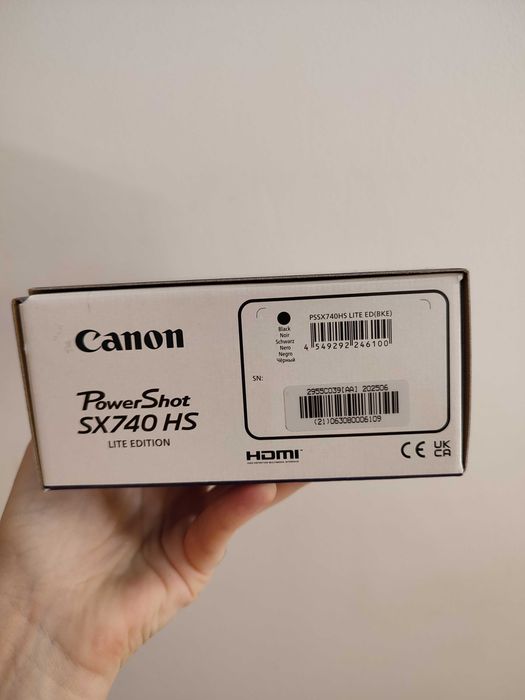 Canon
PowerShot
SX740 HS
LITE EDITION
Black
Noir
Schwarz
Nero
Negro
Чёрный
PSSX740HS LITE ED(BKE)
4 549292 246100
SN:
2955C039[AA] 202506
(21)063080006109
HDMI
CE UK
CA